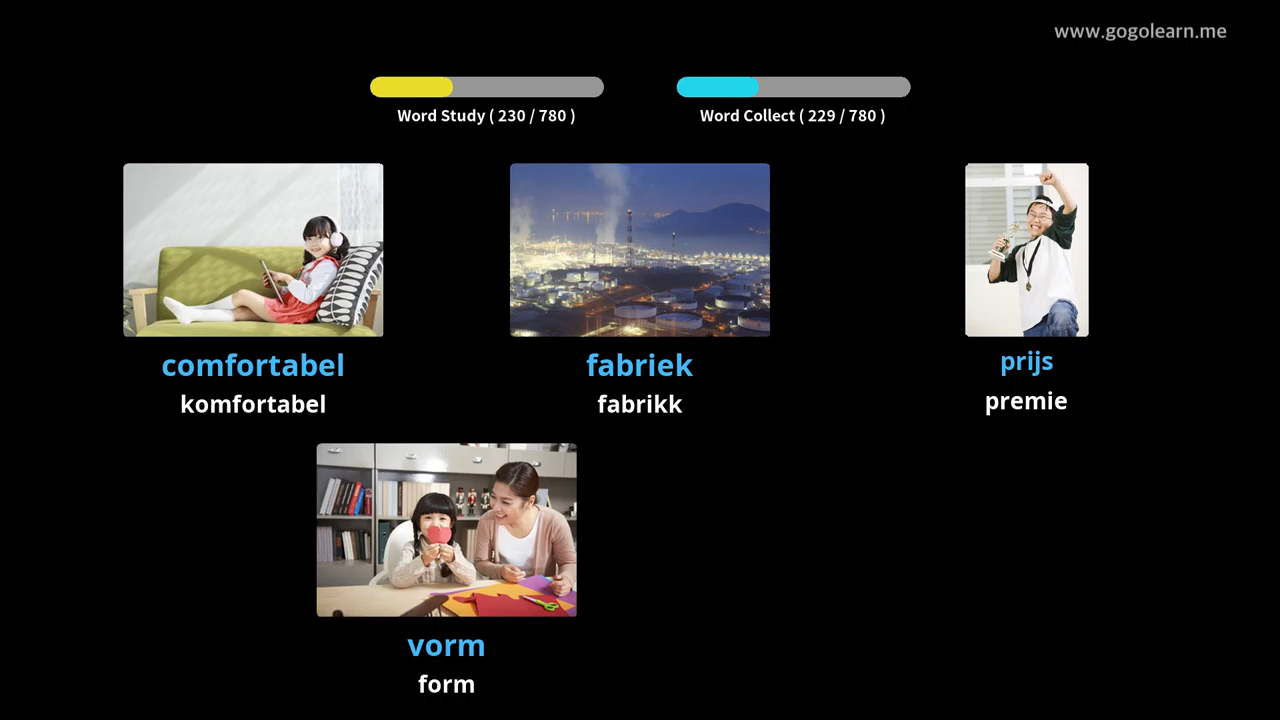 www.gogolearn.me
Word Study ( 230 / 780 )
Word Collect ( 229 / 780 )
comfortabel
komfortabel
fabriek
fabrikk
prijs
premie
vorm
form